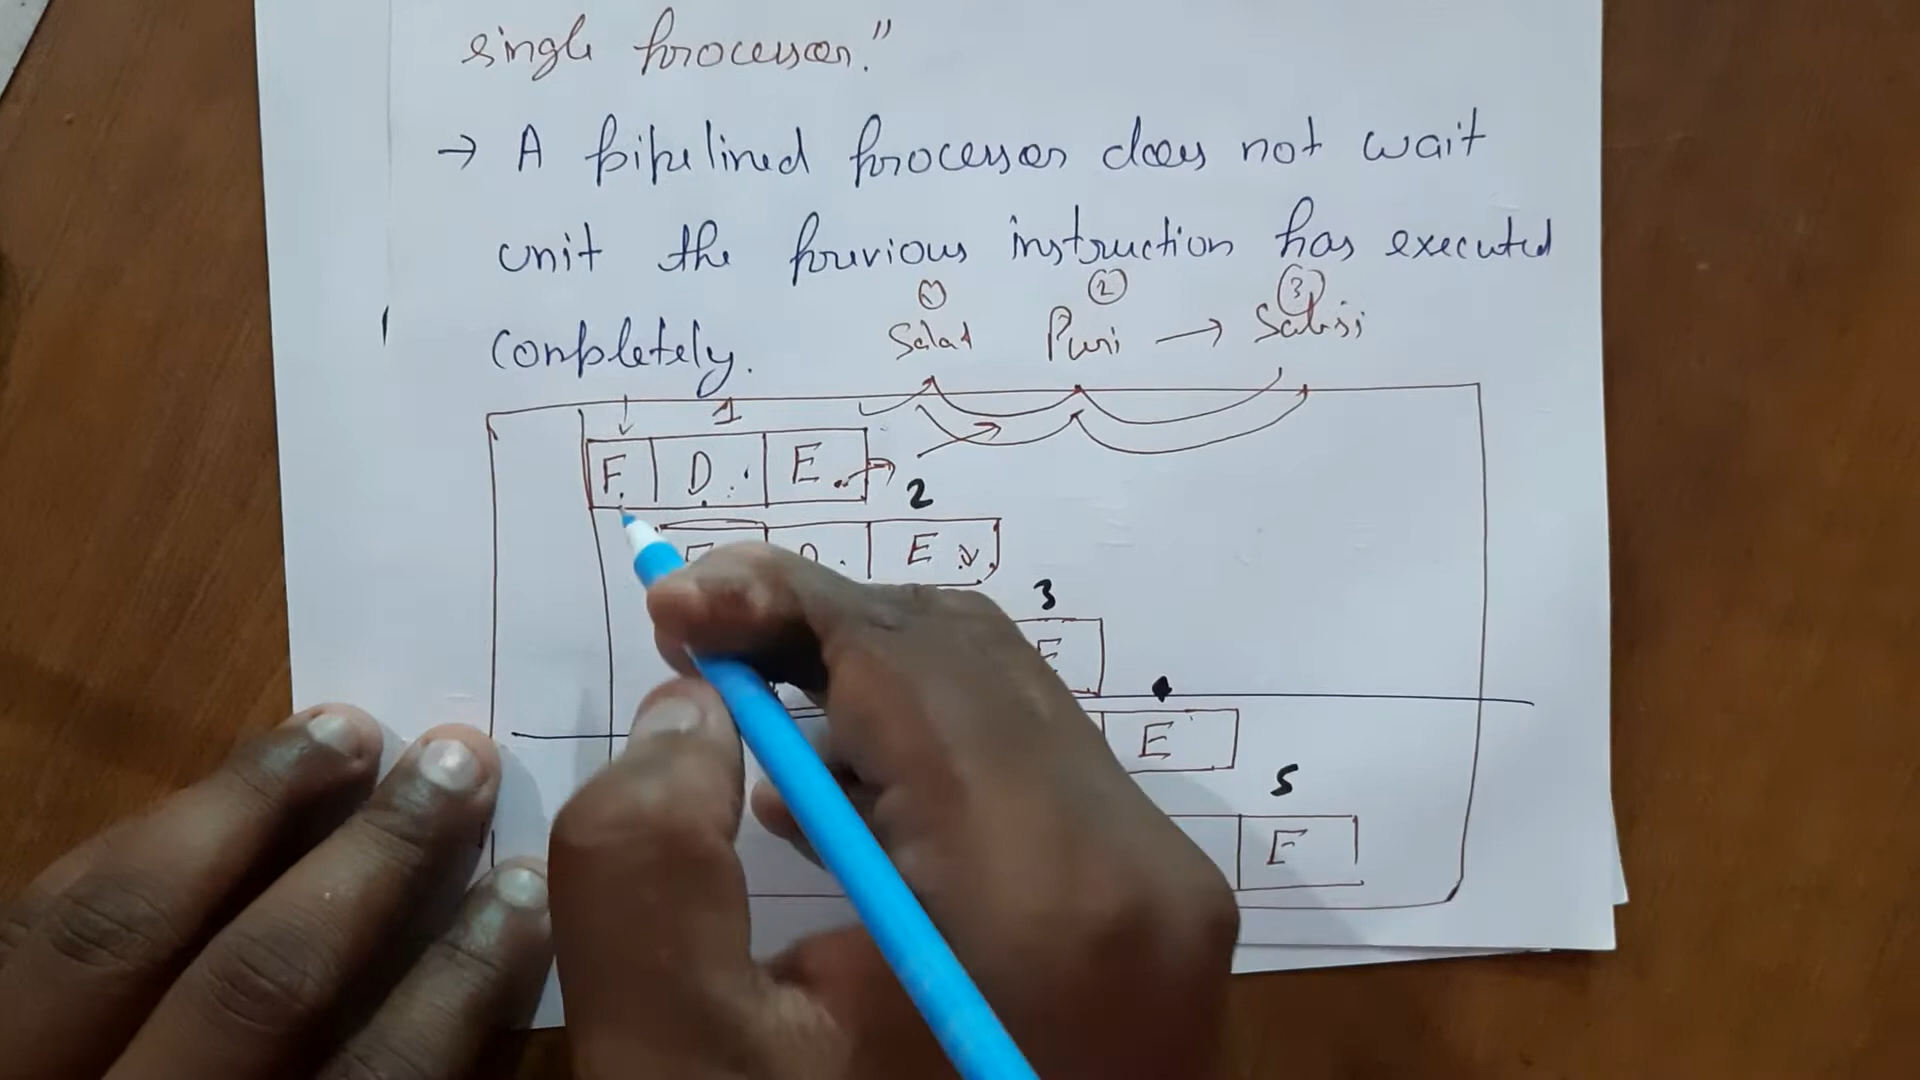 single processor."
→ A pipelined processor does not wait
unit the previous instruction has executed
completely.
① ② ③
Salad Puri → Sabji
1
F D E
2
F D E
3
E
E
5
E